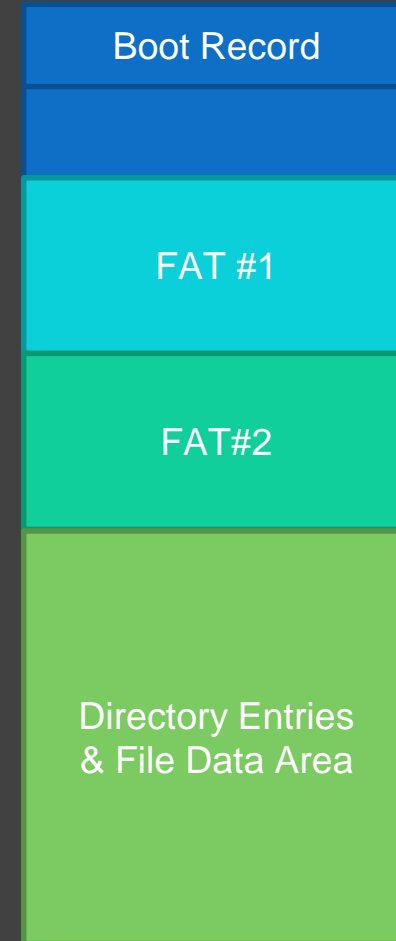 Boot Record
FAT #1
FAT#2
Directory Entries
& File Data Area